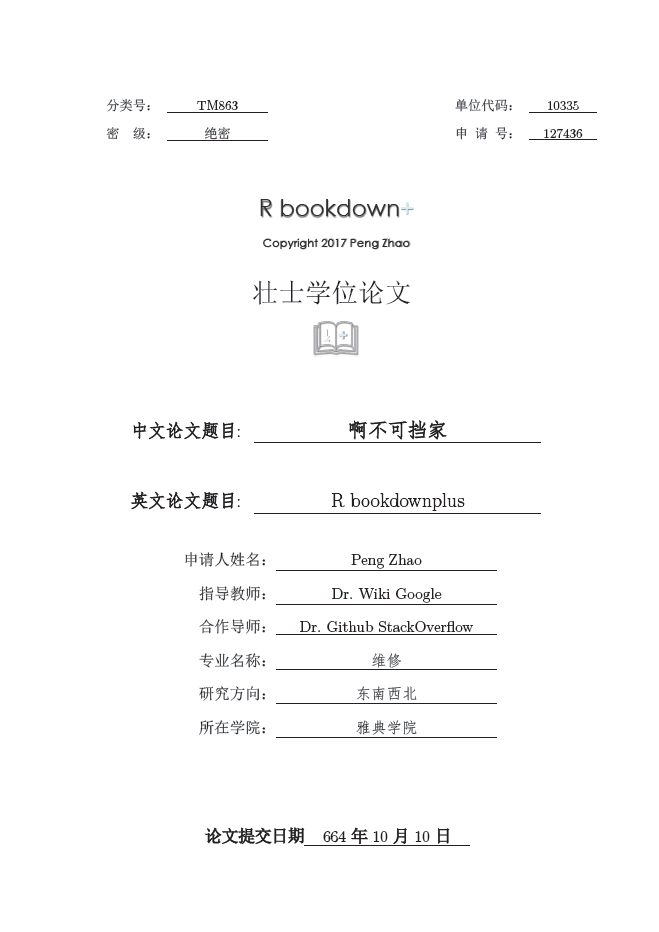 分类号： TM863 单位代码： 10335
密 级： 绝密 申 请 号： 127436
R bookdown+
Copyright 2017 Peng Zhao
壮士学位论文
中文论文题目: 啊不可挡家
英文论文题目: R bookdownplus
申请人姓名： Peng Zhao
指导教师： Dr. Wiki Google
合作导师： Dr. Github StackOverflow
专业名称： 维修
研究方向： 东南西北
所在学院： 雅典学院
论文提交日期 664 年 10 月 10 日